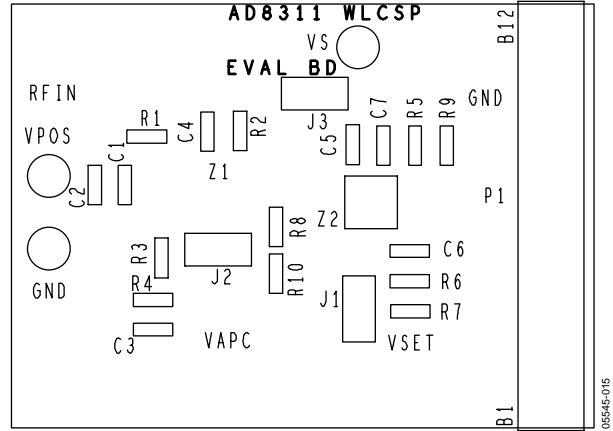 AD8311 WLCSP
B12
VS
EVAL BD
RFIN
GND
J3
R1
C4
R2
C5
C7
R5
R9
VPOS
C1
Z1
C2
P1
Z2
R8
R3
C6
GND
R4
J2
R10
J1
R6
R7
C3
VAPC
VSET
B1
05545-015